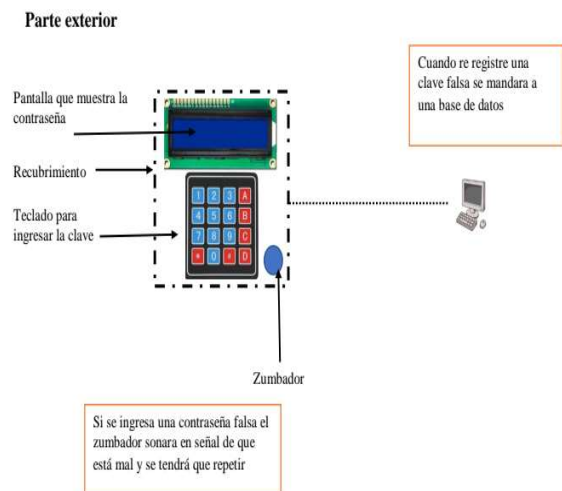 Parte exterior
Cuando re registre una
clave falsa se mandara a
una base de datos
Pantalla que muestra la
contraseña
Recubrimiento
Teclado para
ingresar la clave
1 2 3 A
4 5 6 B
7 8 9 C
* 0 # D
Zumbador
Si se ingresa una contraseña falsa el
zumbador sonara en señal de que
está mal y se tendrá que repetir